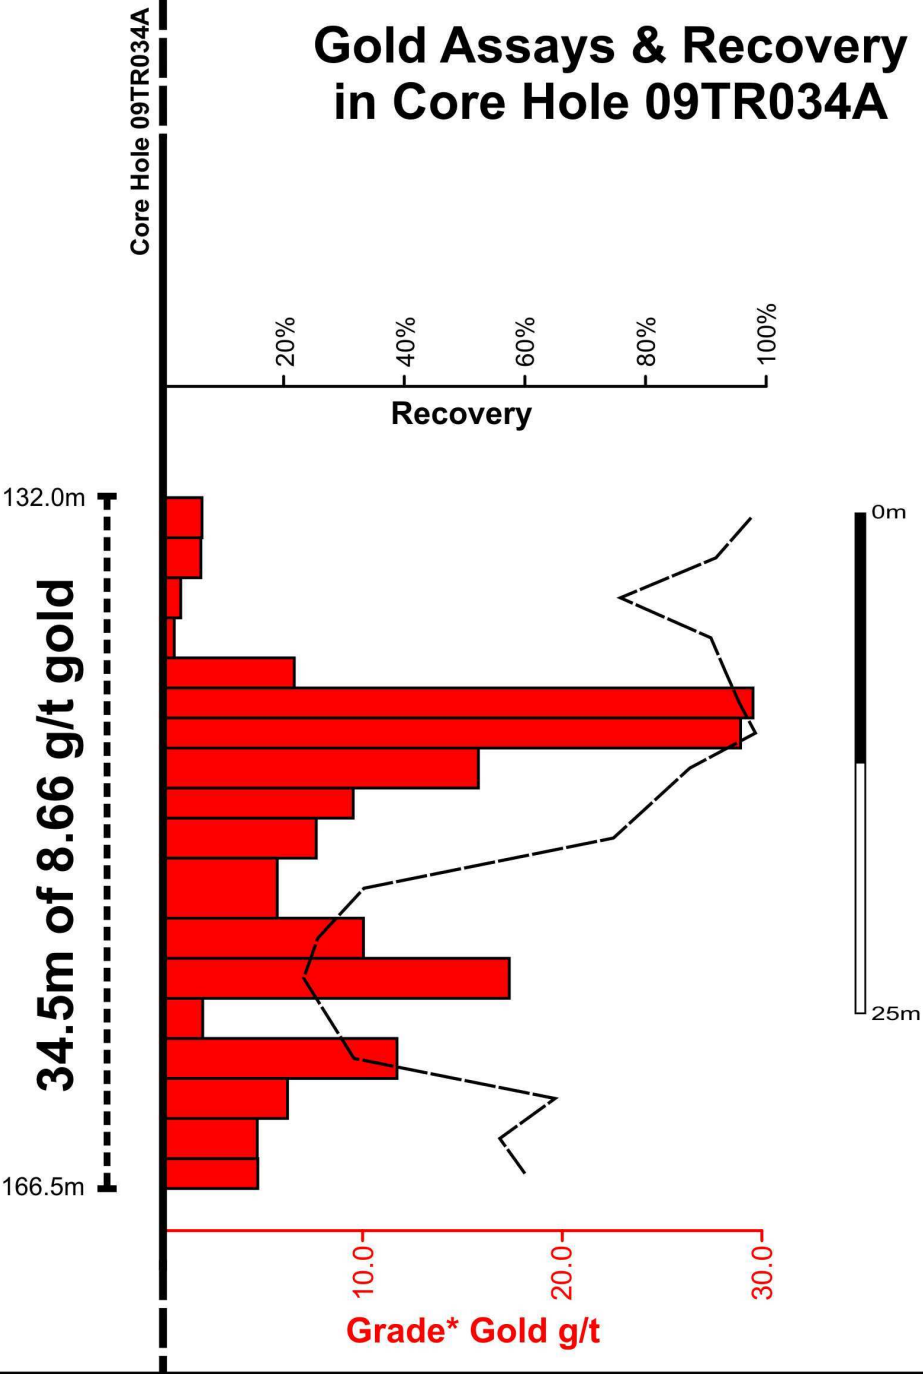 Gold Assays & Recovery
in Core Hole 09TR034A
Core Hole 09TR034A
20%
40%
60%
80%
100%
Recovery
132.0m
0m
34.5m of 8.66 g/t gold
25m
166.5m
10.0
20.0
30.0
Grade* Gold g/t